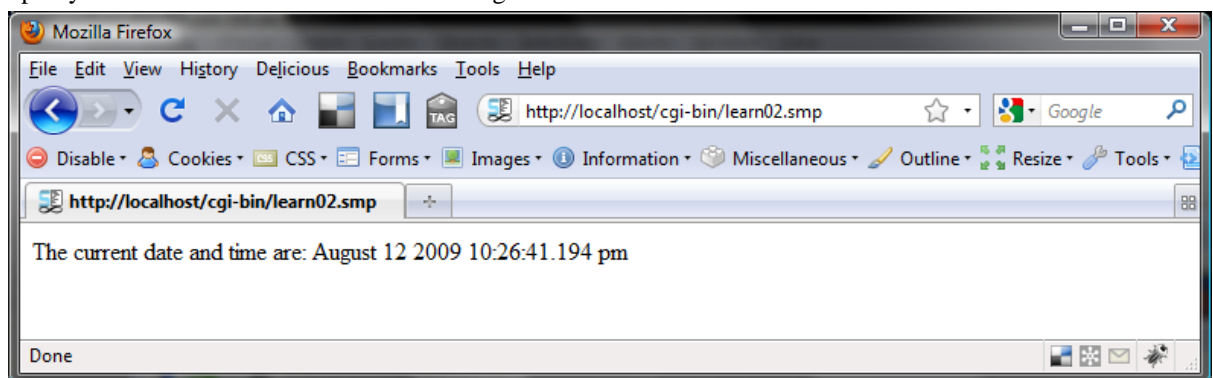 Mozilla Firefox
File Edit View History Delicious Bookmarks Tools Help
TAG http://localhost/cgi-bin/learn02.smp Google
Disable Cookies CSS CSS Forms Images Information Miscellaneous Outline Resize Tools
http://localhost/cgi-bin/learn02.smp
The current date and time are: August 12 2009 10:26:41.194 pm
Done